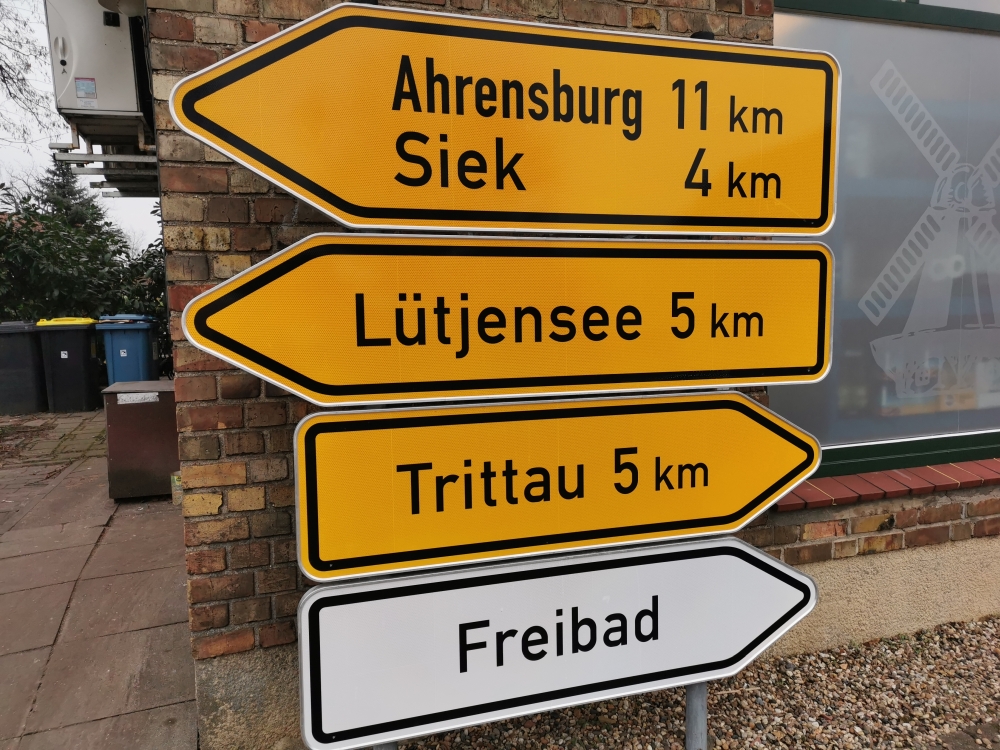 Ahrensburg 11 km
Siek 4 km
Lütjensee 5 km
Trittau 5 km
Freibad